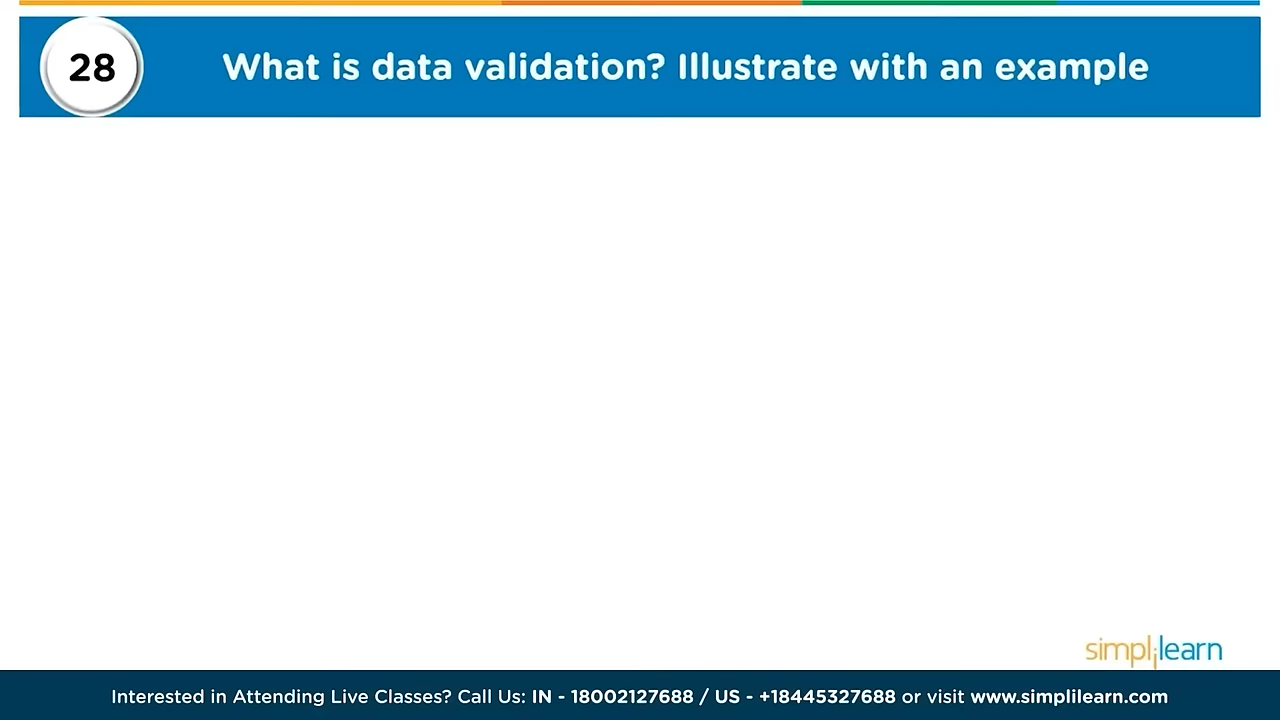 28
What is data validation? Illustrate with an example
simplilearn
Interested in Attending Live Classes? Call Us: IN - 18002127688 / US - +18445327688 or visit www.simplilearn.com